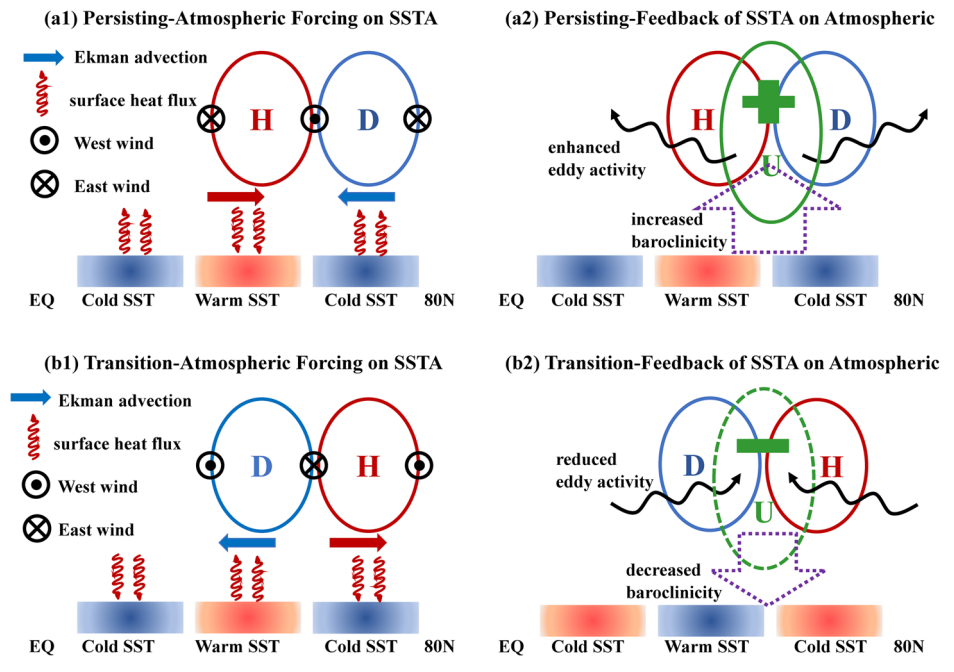 (a1) Persisting-Atmospheric Forcing on SSTA
Ekman advection
surface heat flux
West wind
East wind
H
D
EQ
Cold SST
Warm SST
Cold SST
80N
(a2) Persisting-Feedback of SSTA on Atmospheric
H
D
U
enhanced
eddy activity
increased
baroclinicity
EQ
Cold SST
Warm SST
Cold SST
80N
(b1) Transition-Atmospheric Forcing on SSTA
Ekman advection
surface heat flux
West wind
East wind
D
H
EQ
Cold SST
Warm SST
Cold SST
80N
(b2) Transition-Feedback of SSTA on Atmospheric
D
H
U
reduced
eddy activity
decreased
baroclinicity
EQ
Cold SST
Warm SST
Cold SST
80N